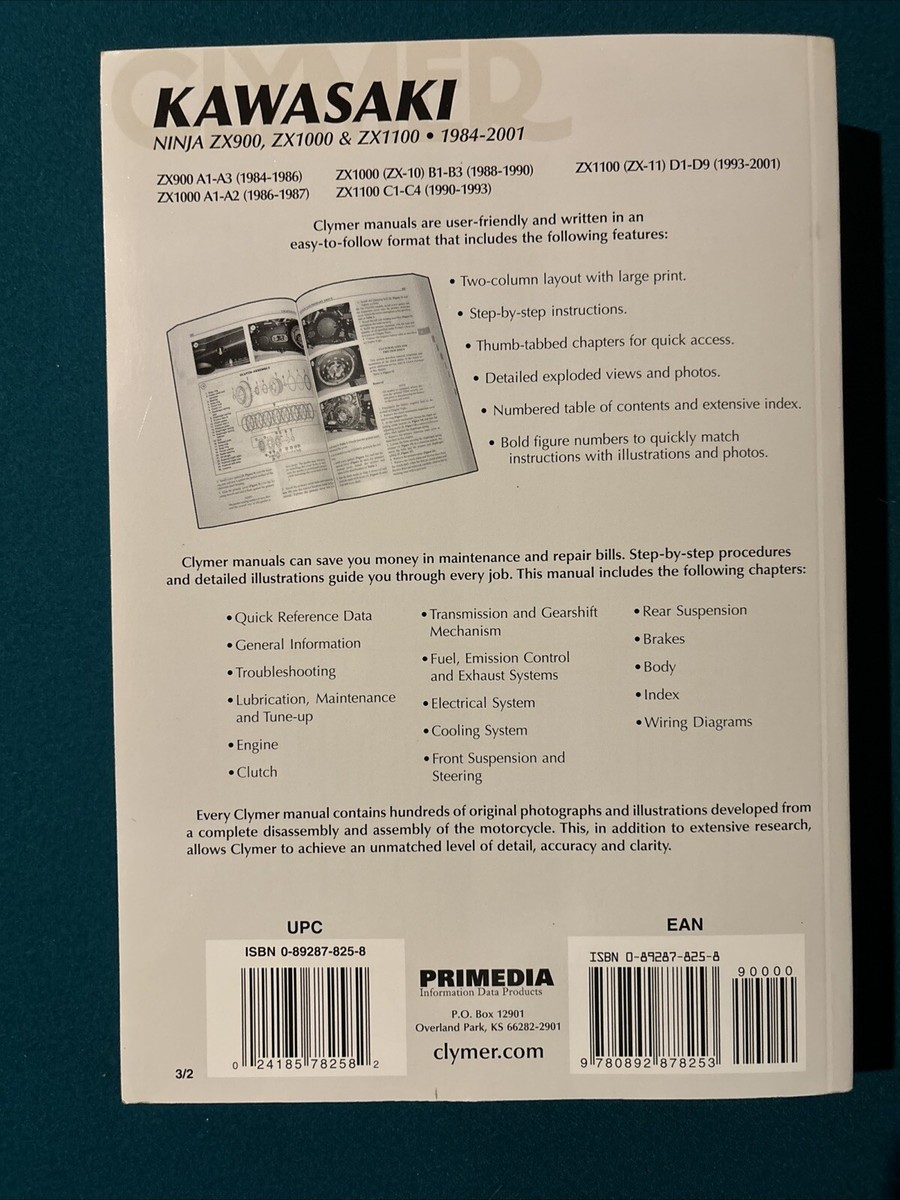 CLYMER
KAWASAKI
NINJA ZX900, ZX1000 & ZX1100 • 1984-2001
ZX900 A1-A3 (1984-1986)
ZX1000 A1-A2 (1986-1987)
ZX1000 (ZX-10) B1-B3 (1988-1990)
ZX1100 C1-C4 (1990-1993)
ZX1100 (ZX-11) D1-D9 (1993-2001)
Clymer manuals are user-friendly and written in an
easy-to-follow format that includes the following features:
• Two-column layout with large print.
• Step-by-step instructions.
• Thumb-tabbed chapters for quick access.
• Detailed exploded views and photos.
• Numbered table of contents and extensive index.
• Bold figure numbers to quickly match
instructions with illustrations and photos.
Clymer manuals can save you money in maintenance and repair bills. Step-by-step procedures
and detailed illustrations guide you through every job. This manual includes the following chapters:
• Quick Reference Data
• General Information
• Troubleshooting
• Lubrication, Maintenance
and Tune-up
• Engine
• Clutch
• Transmission and Gearshift
Mechanism
• Fuel, Emission Control
and Exhaust Systems
• Electrical System
• Cooling System
• Front Suspension and
Steering
• Rear Suspension
• Brakes
• Body
• Index
• Wiring Diagrams
Every Clymer manual contains hundreds of original photographs and illustrations developed from
a complete disassembly and assembly of the motorcycle. This, in addition to extensive research,
allows Clymer to achieve an unmatched level of detail, accuracy and clarity.
UPC
ISBN 0-89287-825-8
0 24185 78258 2
3/2
PRIMEDIA
Information Data Products
P.O. Box 12901
Overland Park, KS 66282-2901
clymer.com
EAN
ISBN 0-89287-825-8
90000
9 780892 878253